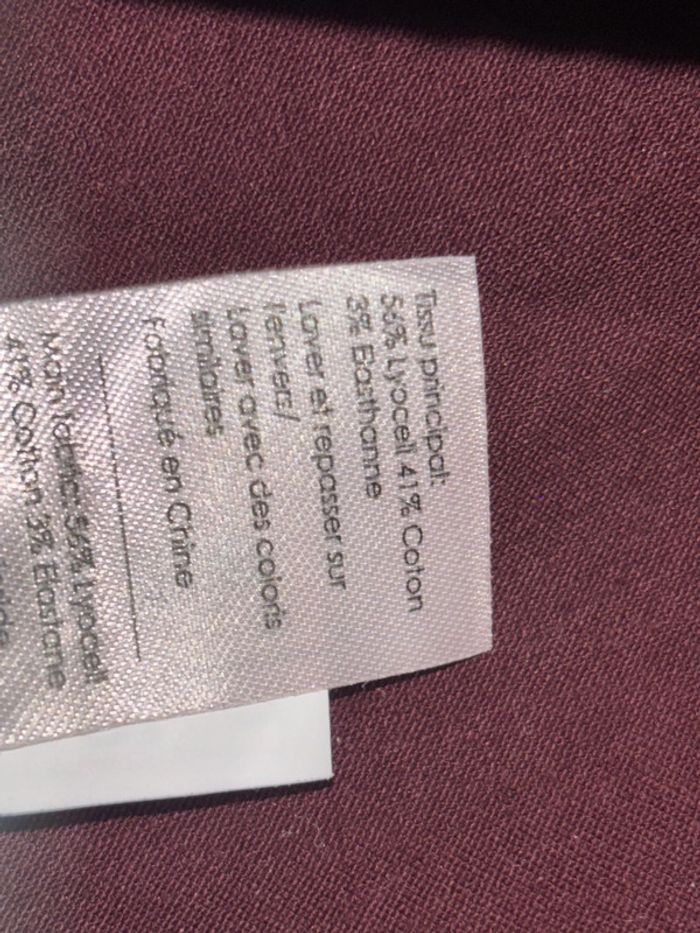 Tissu principal:
56% Lyocell 41% Coton
3% Elasthanne
Laver et repasser sur
l'envers/
Laver avec des coloris
similaires
Fabriqué en Chine
Main fabric: 56% Lyocell
41% Cotton 3% Elastane